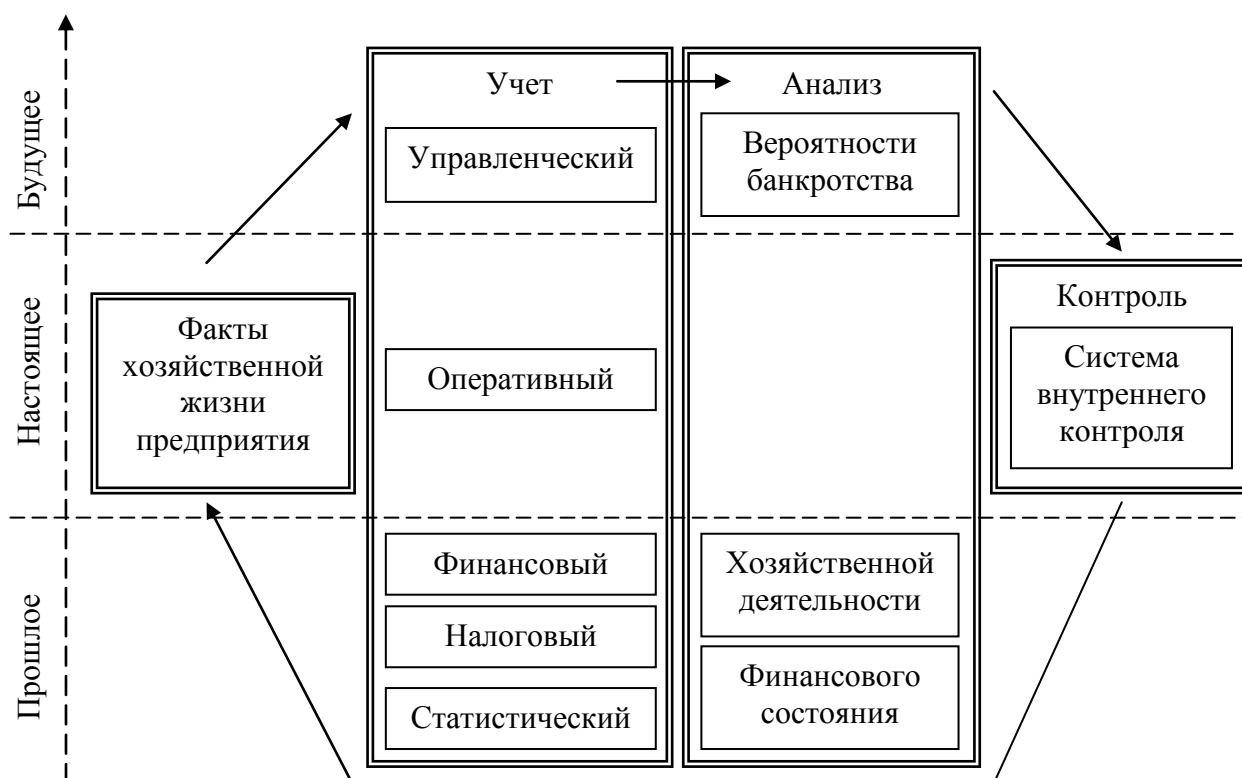 Будущее
Настоящее
Прошлое
Факты
хозяйственной
жизни
предприятия
Учет
Управленческий
Оперативный
Финансовый
Налоговый
Статистический
Анализ
Вероятности
банкротства
Хозяйственной
деятельности
Финансового
состояния
Контроль
Система
внутреннего
контроля